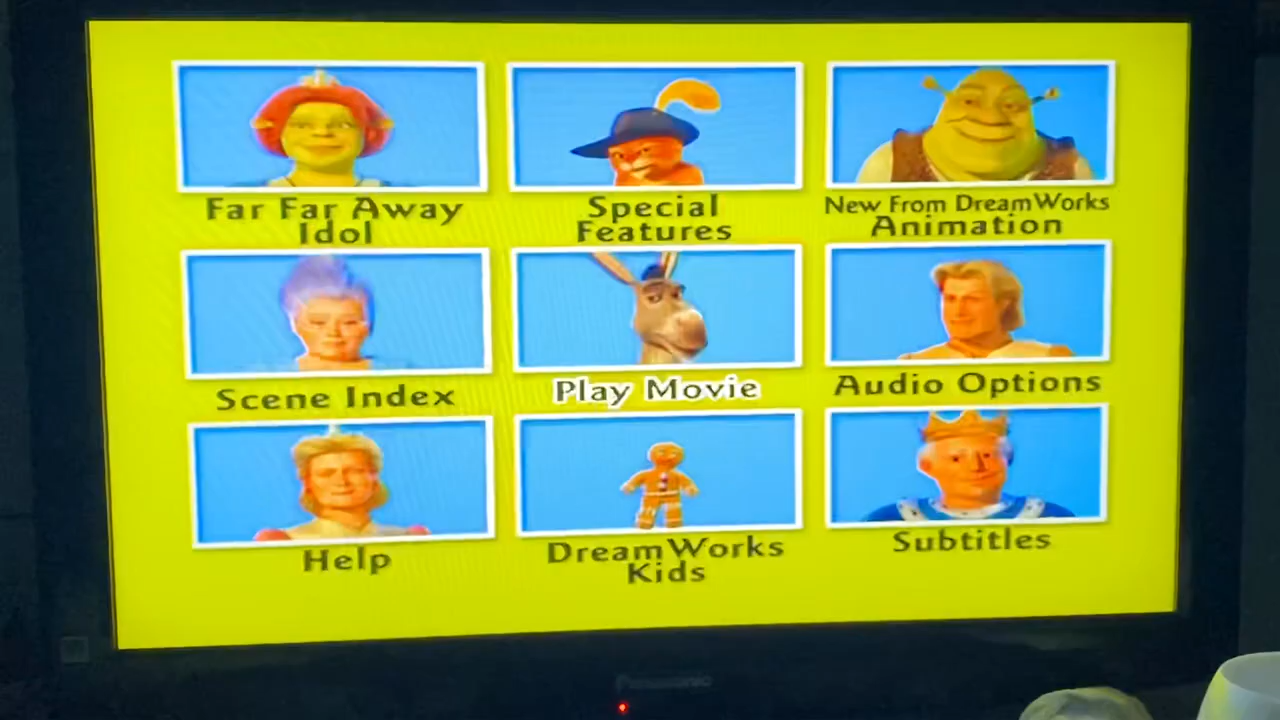 Far Far Away
Idol
Special
Features
New From DreamWorks
Animation
Scene Index
Play Movie
Audio Options
Help
DreamWorks
Kids
Subtitles
Panasonic